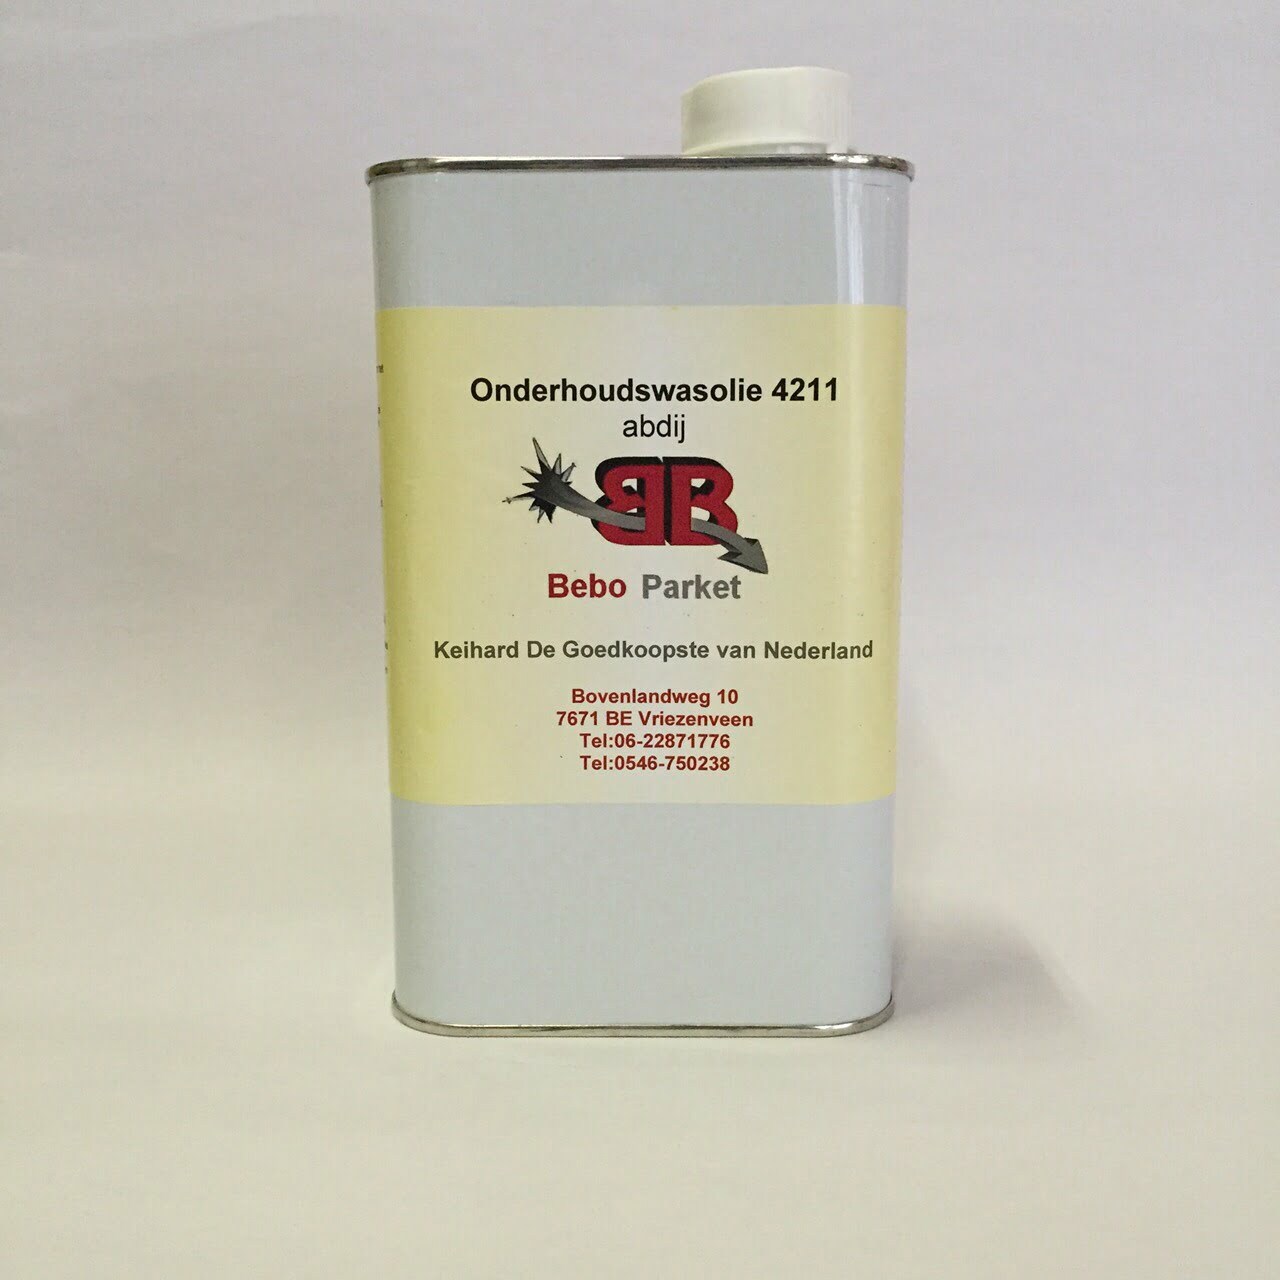 Onderhoudswasolie 4211
abdij
BB
Bebo Parket
Keihard De Goedkoopste van Nederland
Bovenlandweg 10
7671 BE Vriezenveen
Tel:06-22871776
Tel:0546-750238